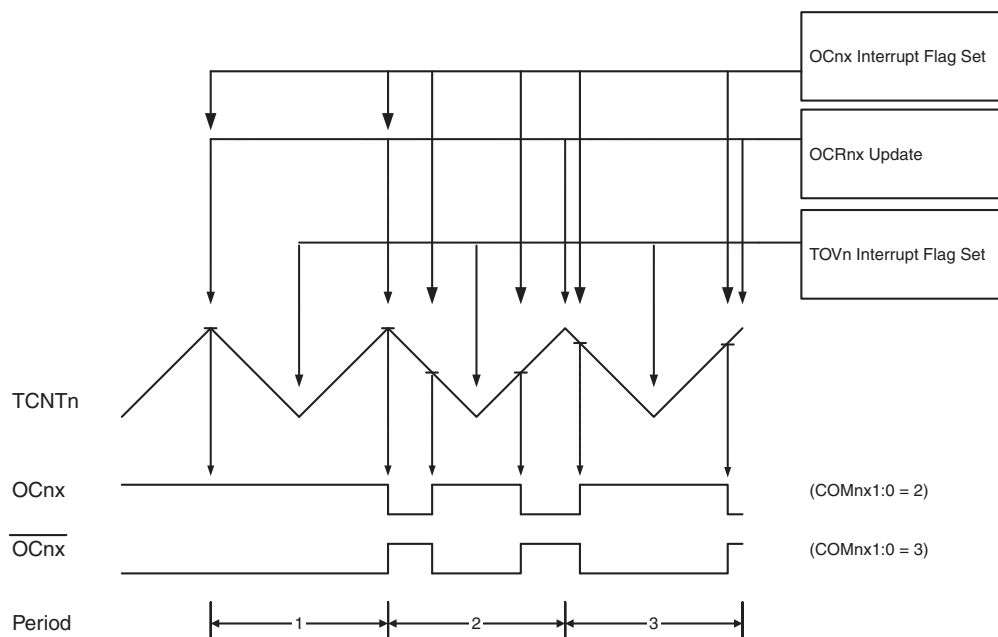 OCnx Interrupt Flag Set
OCRnx Update
TOVn Interrupt Flag Set
TCNTn
OCnx
(COMnx1:0 = 2)
OCnx
(COMnx1:0 = 3)
Period
1
2
3